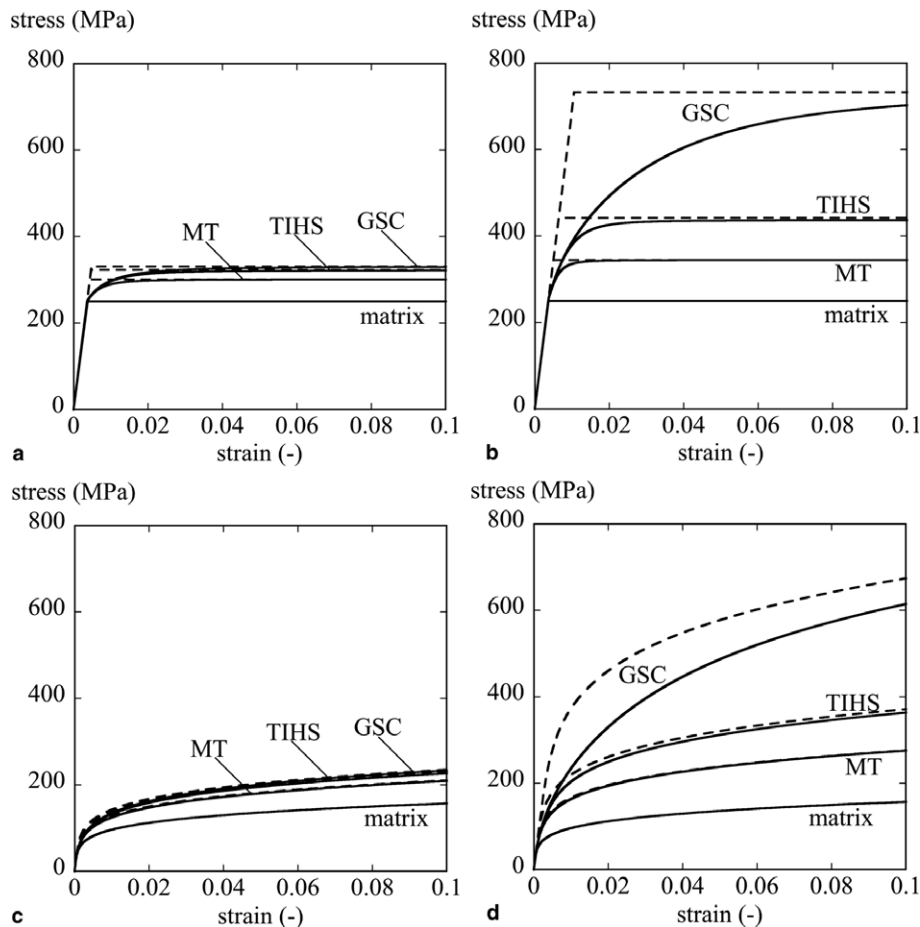 stress (MPa)
800
600
400
200
0
MT
TIHS
GSC
matrix
0
0.02
0.04
0.06
0.08
0.1
a
strain (-)
stress (MPa)
800
600
400
200
0
GSC
TIHS
MT
matrix
0
0.02
0.04
0.06
0.08
0.1
b
strain (-)
stress (MPa)
800
600
400
200
0
MT
TIHS
GSC
matrix
0
0.02
0.04
0.06
0.08
0.1
c
strain (-)
stress (MPa)
800
600
400
200
0
GSC
TIHS
MT
matrix
0
0.02
0.04
0.06
0.08
0.1
d
strain (-)